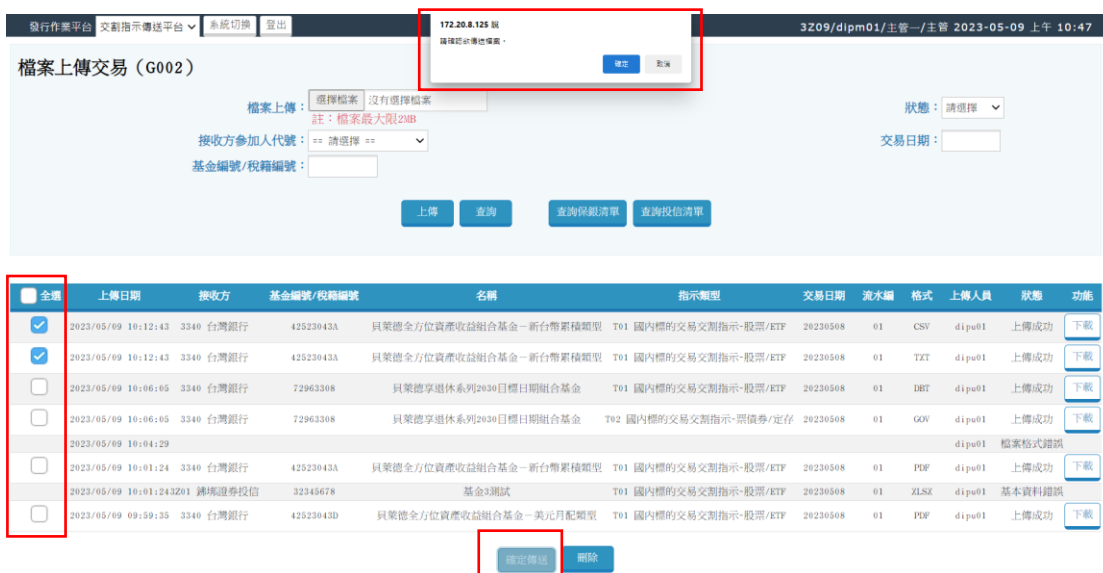 發行作業平台 交割指示傳送平台 系統切換 登出
172.20.8.125 說
請確認欲傳送檔案。
確定 取消
3Z09/dipm01/主管一/主管 2023-05-09 上午 10:47
檔案上傳交易（G002）
檔案上傳： 選擇檔案 沒有選擇檔案
註：檔案最大限2MB
狀態： 請選擇
接收方參加人代號： == 請選擇 ==
交易日期：
基金編號/稅籍編號：
上傳 查詢 查詢保銀清單 查詢投信清單
全選 上傳日期 接收方 基金編號/稅籍編號 名稱 指示類型 交易日期 流水編 格式 上傳人員 狀態 功能
2023/05/09 10:12:43 3340 台灣銀行 42523043A 貝萊德全方位資產收益組合基金－新台幣累積類型 T01 國內標的交易交割指示-股票/ETF 20230508 01 CSV dipu01 上傳成功 下載
2023/05/09 10:12:43 3340 台灣銀行 42523043A 貝萊德全方位資產收益組合基金－新台幣累積類型 T01 國內標的交易交割指示-股票/ETF 20230508 01 TXT dipu01 上傳成功 下載
2023/05/09 10:06:05 3340 台灣銀行 72963308 貝萊德享退休系列2030目標日期組合基金 T01 國內標的交易交割指示-股票/ETF 20230508 01 DBT dipu01 上傳成功 下載
2023/05/09 10:06:05 3340 台灣銀行 72963308 貝萊德享退休系列2030目標日期組合基金 T02 國內標的交易交割指示-票債券/定存 20230508 01 GOV dipu01 上傳成功 下載
2023/05/09 10:04:29 dipu01 檔案格式錯誤
2023/05/09 10:01:24 3340 台灣銀行 42523043A 貝萊德全方位資產收益組合基金－新台幣累積類型 T01 國內標的交易交割指示-股票/ETF 20230508 01 PDF dipu01 上傳成功 下載
2023/05/09 10:01:243Z01 鏘埌證券投信 32345678 基金3測試 T01 國內標的交易交割指示-股票/ETF 20230508 01 XLSX dipu01 基本資料錯誤
2023/05/09 09:59:35 3340 台灣銀行 42523043D 貝萊德全方位資產收益組合基金－美元月配類型 T01 國內標的交易交割指示-股票/ETF 20230508 01 PDF dipu01 上傳成功 下載
確定傳送 刪除